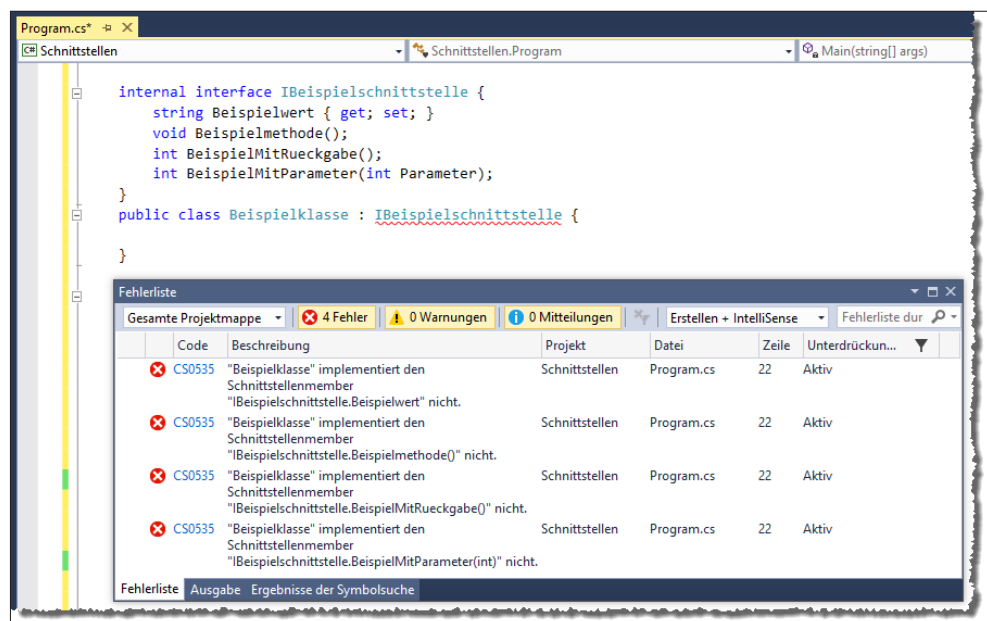 Program.cs*
C# Schnittstellen Schnittstellen.Program Main(string[] args)
internal interface IBeispielschnittstelle {
string Beispielwert { get; set; }
void Beispielmethode();
int BeispielMitRueckgabe();
int BeispielMitParameter(int Parameter);
}
public class Beispielklasse : IBeispielschnittstelle {
}
Fehlerliste
Gesamte Projektmappe 4 Fehler 0 Warnungen 0 Mitteilungen Erstellen + IntelliSense Fehlerliste dur
Code Beschreibung Projekt Datei Zeile Unterdrückun...
CS0535 "Beispielklasse" implementiert den Schnittstellen Program.cs 22 Aktiv
Schnittstellenmember
"IBeispielschnittstelle.Beispielwert" nicht.
CS0535 "Beispielklasse" implementiert den Schnittstellen Program.cs 22 Aktiv
Schnittstellenmember
"IBeispielschnittstelle.Beispielmethode()" nicht.
CS0535 "Beispielklasse" implementiert den Schnittstellen Program.cs 22 Aktiv
Schnittstellenmember
"IBeispielschnittstelle.BeispielMitRueckgabe()" nicht.
CS0535 "Beispielklasse" implementiert den Schnittstellen Program.cs 22 Aktiv
Schnittstellenmember
"IBeispielschnittstelle.BeispielMitParameter(int)" nicht.
Fehlerliste Ausgabe Ergebnisse der Symbolsuche